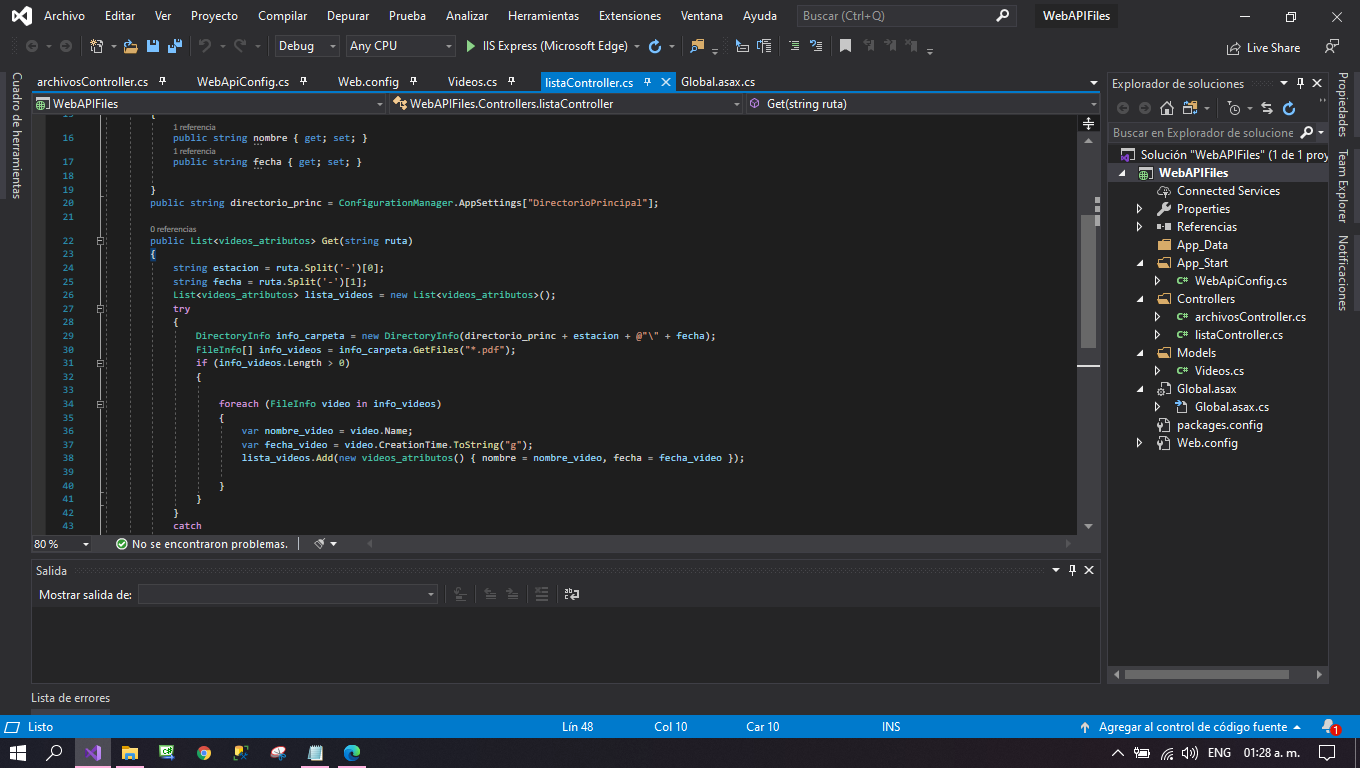 Archivo Editar Ver Proyecto Compilar Depurar Prueba Analizar Herramientas Extensiones Ventana Ayuda Buscar (Ctrl+Q) WebAPIFiles
Debug Any CPU IIS Express (Microsoft Edge) Live Share
Cuadro de herramientas
archivosController.cs WebApiConfig.cs Web.config Videos.cs listaController.cs Global.asax.cs
WebAPIFiles WebAPIFiles.Controllers.listaController Get(string ruta)
15 {
1 referencia
16 public string nombre { get; set; }
1 referencia
17 public string fecha { get; set; }
18
19 }
20 public string directorio_princ = ConfigurationManager.AppSettings["DirectorioPrincipal"];
21
0 referencias
22 public List<videos_atributos> Get(string ruta)
23 {
24 string estacion = ruta.Split('-')[0];
25 string fecha = ruta.Split('-')[1];
26 List<videos_atributos> lista_videos = new List<videos_atributos>();
27 try
28 {
29 DirectoryInfo info_carpeta = new DirectoryInfo(directorio_princ + estacion + @"\" + fecha);
30 FileInfo[] info_videos = info_carpeta.GetFiles("*.pdf");
31 if (info_videos.Length > 0)
32 {
33
34 foreach (FileInfo video in info_videos)
35 {
36 var nombre_video = video.Name;
37 var fecha_video = video.CreationTime.ToString("g");
38 lista_videos.Add(new videos_atributos() { nombre = nombre_video, fecha = fecha_video });
39
40 }
41 }
42 }
43 catch
80 % No se encontraron problemas.
Salida
Mostrar salida de:
Lista de errores
Explorador de soluciones
Buscar en Explorador de solucione
Solución "WebAPIFiles" (1 de 1 proy
WebAPIFiles
Connected Services
Properties
Referencias
App_Data
App_Start
C# WebApiConfig.cs
Controllers
C# archivosController.cs
C# listaController.cs
Models
C# Videos.cs
Global.asax
Global.asax.cs
packages.config
Web.config
Propiedades
Team Explorer
Notificaciones
Listo Lín 48 Col 10 Car 10 INS Agregar al control de código fuente 1
ENG 01:28 a. m.